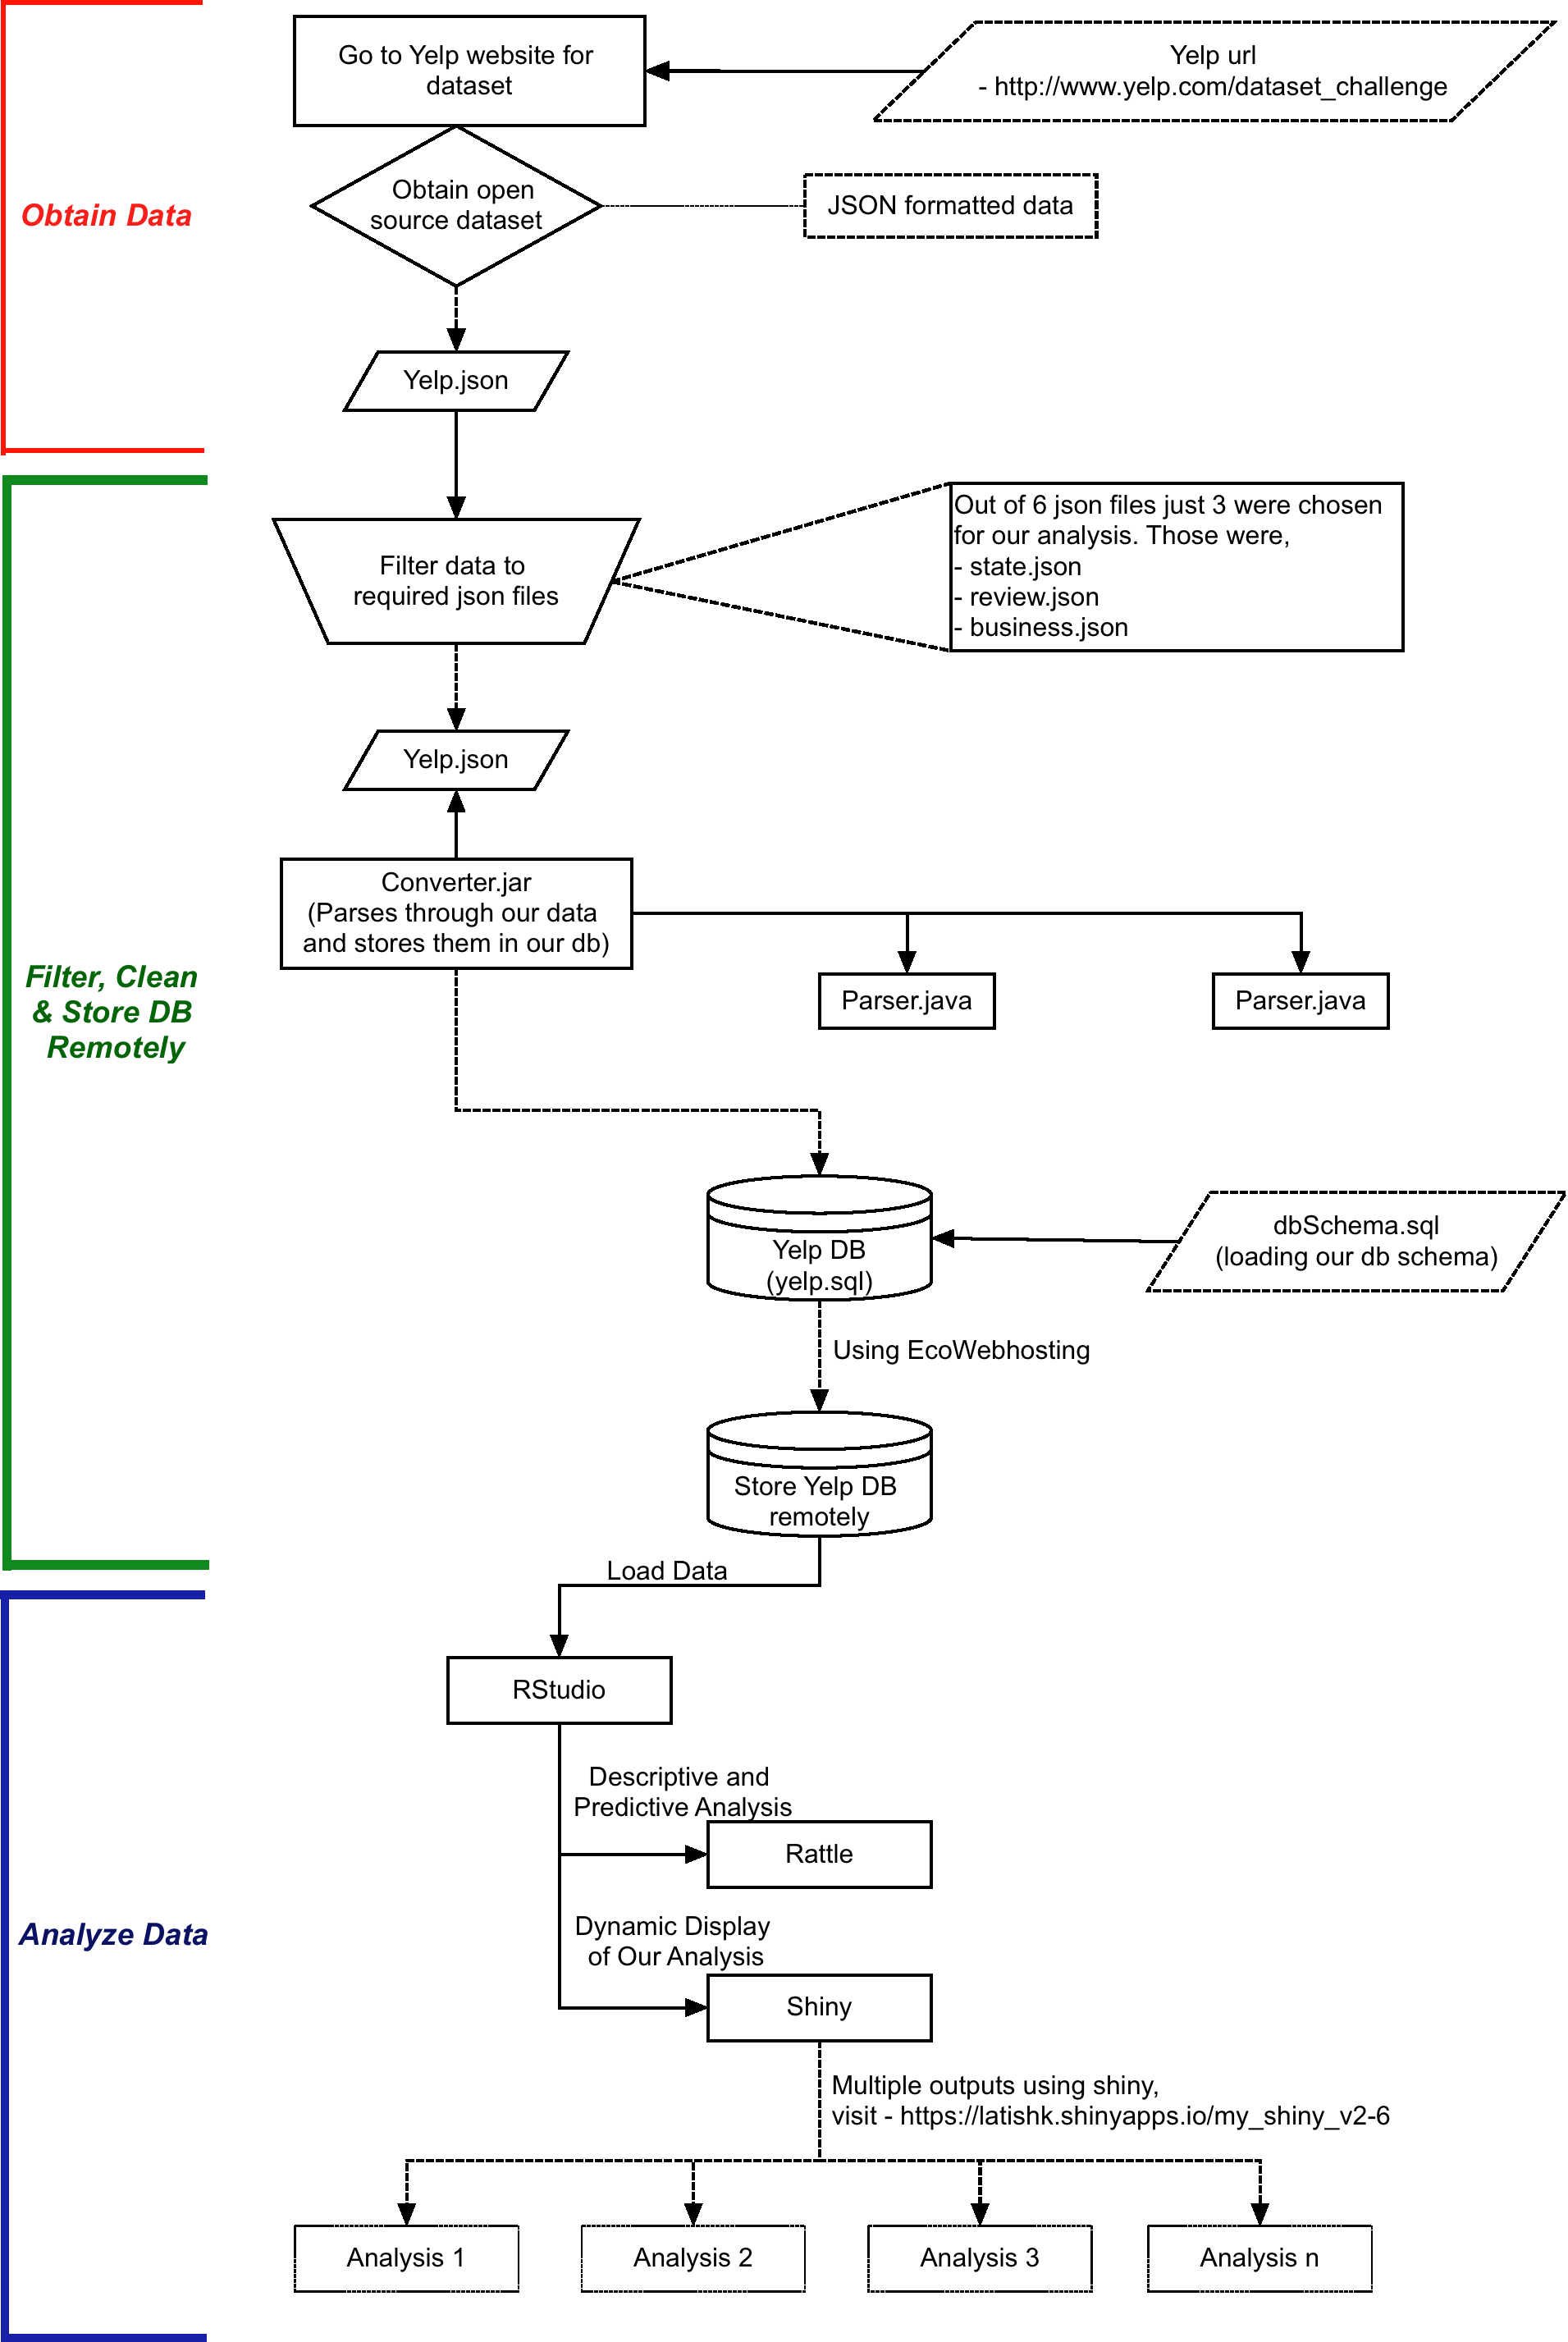 Go to Yelp website for
dataset
Yelp url
- http://www.yelp.com/dataset_challenge
Obtain Data
Obtain open
source dataset
JSON formatted data
Yelp.json
Filter data to
required json files
Out of 6 json files just 3 were chosen
for our analysis. Those were,
- state.json
- review.json
- business.json
Yelp.json
Converter.jar
(Parses through our data
and stores them in our db)
Filter, Clean
& Store DB
Remotely
Parser.java
Parser.java
Yelp DB
(yelp.sql)
dbSchema.sql
(loading our db schema)
Using EcoWebhosting
Store Yelp DB
remotely
Load Data
RStudio
Descriptive and
Predictive Analysis
Rattle
Analyze Data
Dynamic Display
of Our Analysis
Shiny
Multiple outputs using shiny,
visit - https://latishk.shinyapps.io/my_shiny_v2-6
Analysis 1
Analysis 2
Analysis 3
Analysis n